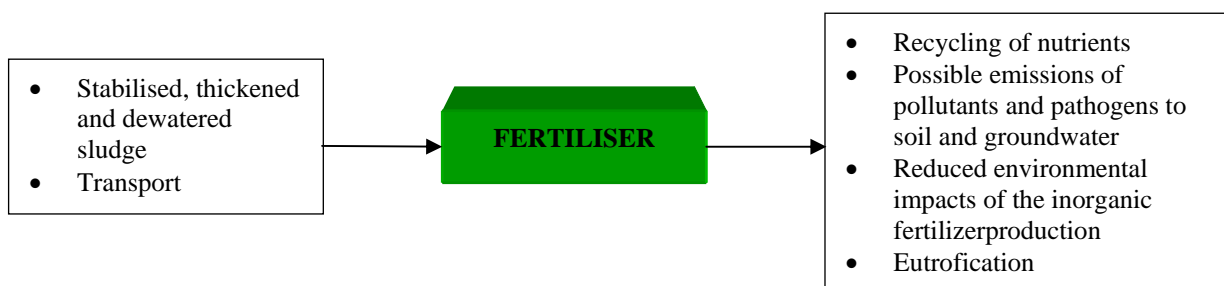 • Stabilised, thickened
and dewatered
sludge
• Transport
FERTILISER
• Recycling of nutrients
• Possible emissions of
pollutants and pathogens to
soil and groundwater
• Reduced environmental
impacts of the inorganic
fertilizerproduction
• Eutrofication